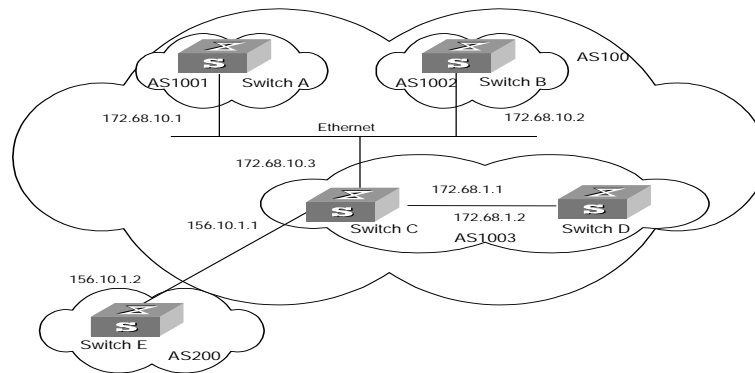 AS100
AS1001
Switch A
AS1002
Switch B
172.68.10.1
Ethernet
172.68.10.2
172.68.10.3
172.68.1.1
156.10.1.1
172.68.1.2
Switch C
Switch D
AS1003
156.10.1.2
Switch E
AS200
S
S
S
S
S